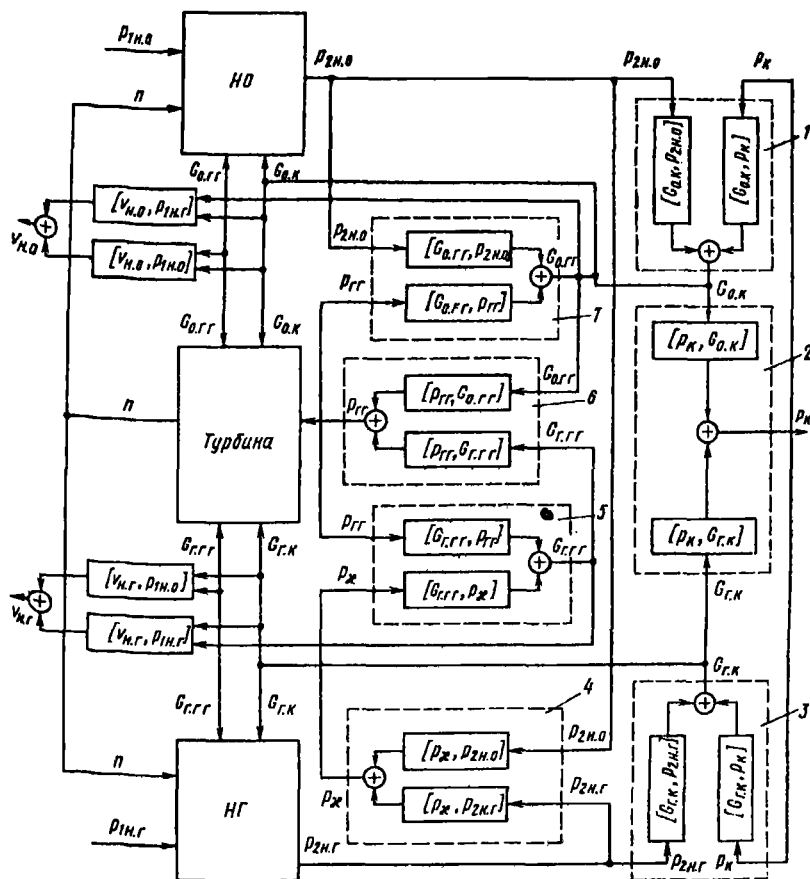 p₁н.о
НО
p₂н.о
p₂н.о
pк
n
1
[Gо.к, p₂н.о]
[Gо.к, pк]
Gо.гг
Gо.к
[vн.о, p₁н.г]
vн.о
[vн.о, p₁н.о]
p₂н.о
[Gо.гг, p₂н.о]
Gо.гг
pгг
[Gо.гг, pгг]
7
Gо.к
Gо.гг
Gо.к
[pк, Gо.к]
2
n
Турбина
pгг
[pгг, Gо.гг]
Gо.гг
6
[pгг, Gг.гг]
Gг.гг
pк
pгг
[Gг.гг, pгг]
5
Gг.гг
Gг.гг
Gг.к
pж
[Gг.гг, pж]
[pк, Gг.к]
[vн.г, p₁н.о]
vн.г
[vн.г, p₁н.г]
Gг.к
Gг.гг
Gг.к
4
Gг.к
3
[pж, p₂н.о]
p₂н.о
n
pж
[pж, p₂н.г]
p₂н.г
[Gг.к, p₂н.г]
[Gг.к, pк]
НГ
p₁н.г
p₂н.г
p₂н.г
pк